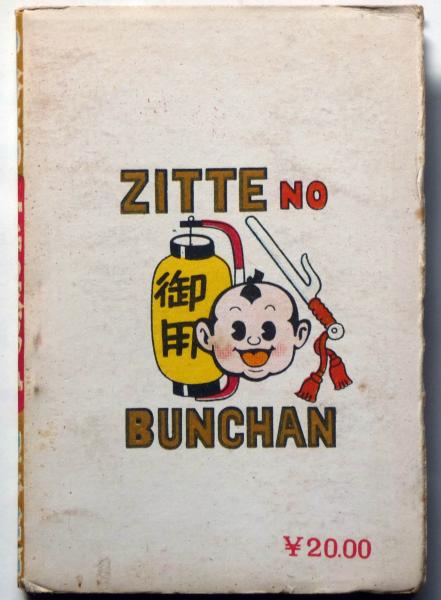 ZITTE NO
御用
BUNCHAN
¥20.00